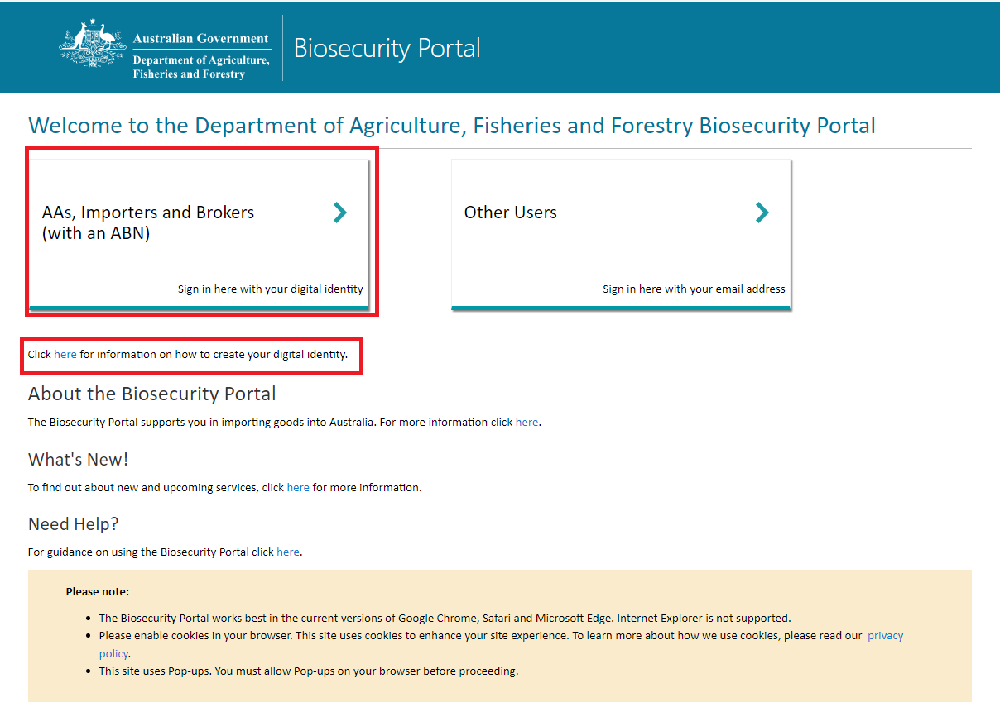 Australian Government
Department of Agriculture,
Fisheries and Forestry
Biosecurity Portal
Welcome to the Department of Agriculture, Fisheries and Forestry Biosecurity Portal
AAs, Importers and Brokers
(with an ABN)
Sign in here with your digital identity
Other Users
Sign in here with your email address
Click here for information on how to create your digital identity.
About the Biosecurity Portal
The Biosecurity Portal supports you in importing goods into Australia. For more information click here.
What's New!
To find out about new and upcoming services, click here for more information.
Need Help?
For guidance on using the Biosecurity Portal click here.
Please note:
• The Biosecurity Portal works best in the current versions of Google Chrome, Safari and Microsoft Edge. Internet Explorer is not supported.
• Please enable cookies in your browser. This site uses cookies to enhance your site experience. To learn more about how we use cookies, please read our privacy
policy.
• This site uses Pop-ups. You must allow Pop-ups on your browser before proceeding.